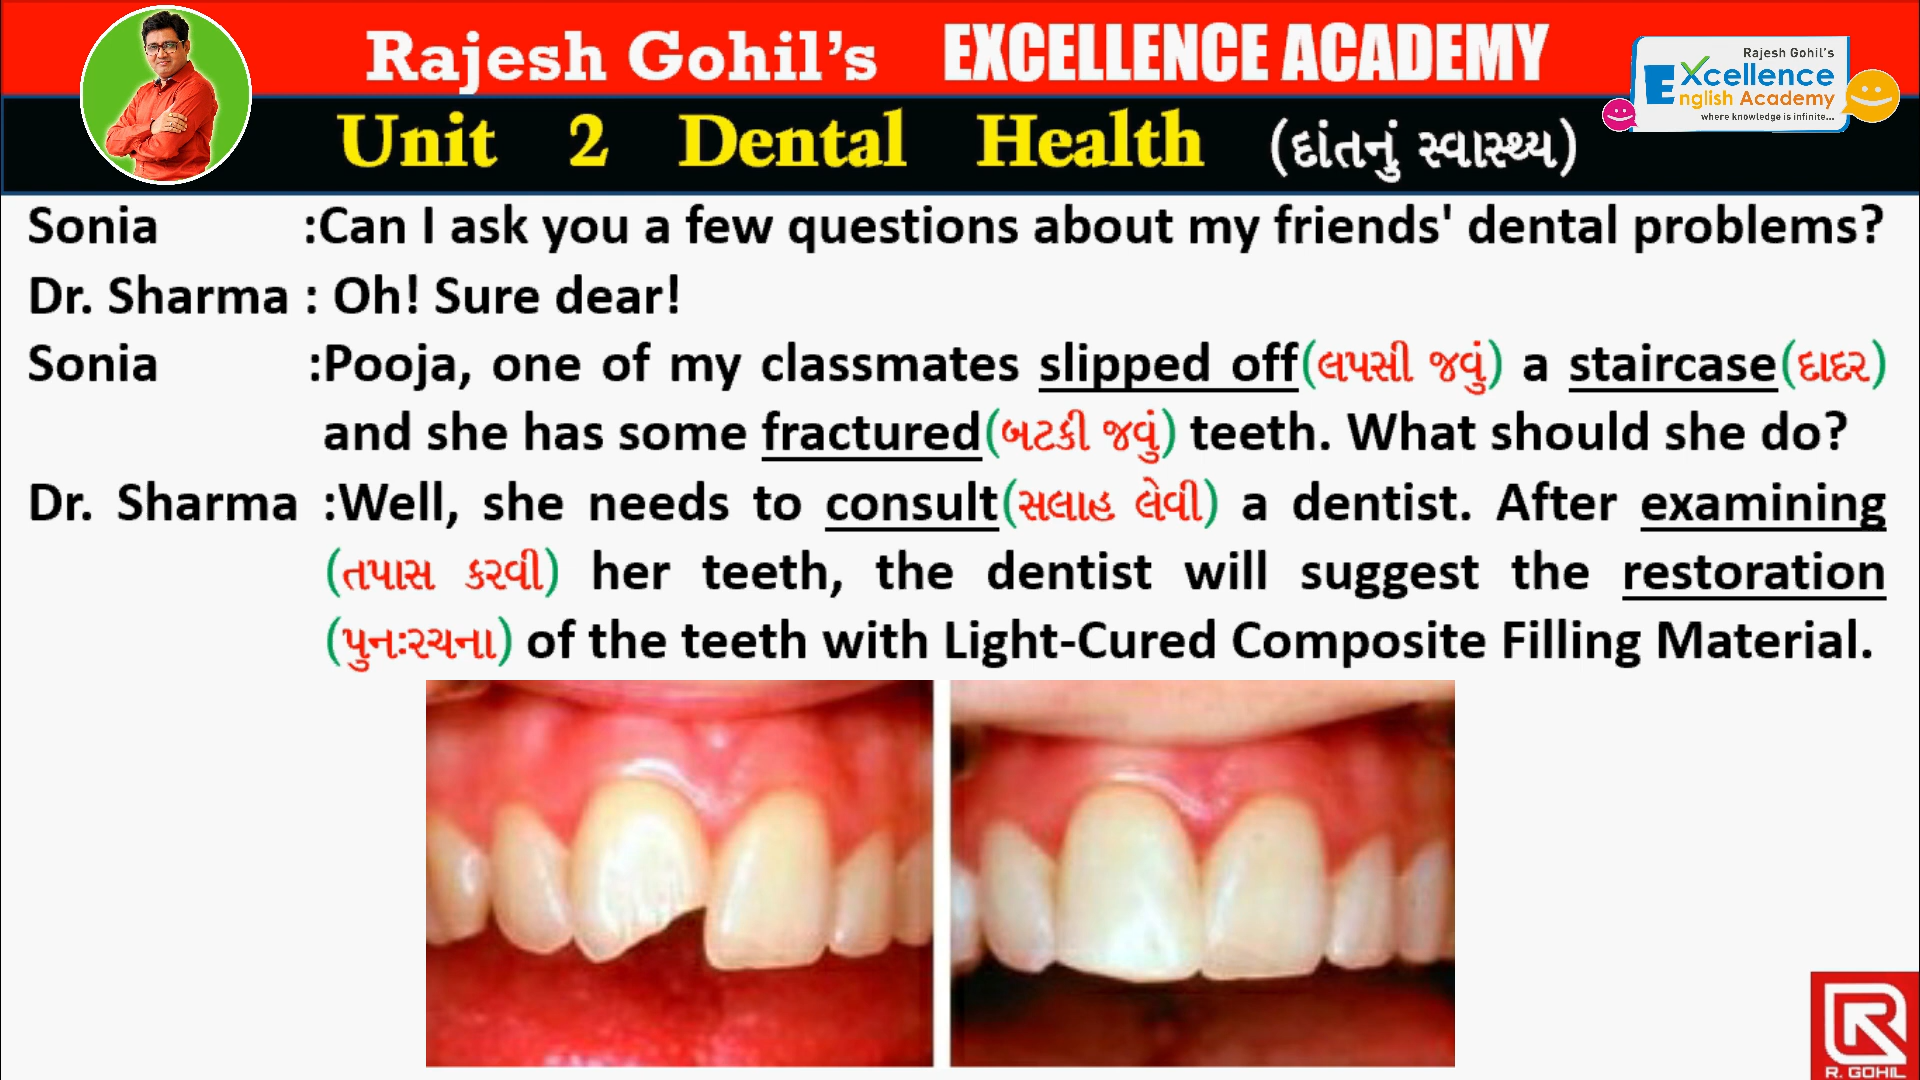 Rajesh Gohil's EXCELLENCE ACADEMY
Rajesh Gohil's
Excellence
English Academy
where knowledge is infinite...
Unit 2 Dental Health (દાંતનું સ્વાસ્થ્ય)
Sonia :Can I ask you a few questions about my friends' dental problems?
Dr. Sharma : Oh! Sure dear!
Sonia :Pooja, one of my classmates slipped off(લપસી જવું) a staircase(દાદર)
and she has some fractured(બટકી જવું) teeth. What should she do?
Dr. Sharma :Well, she needs to consult(સલાહ લેવી) a dentist. After examining
(તપાસ કરવી) her teeth, the dentist will suggest the restoration
(પુનઃરચના) of the teeth with Light-Cured Composite Filling Material.
R. GOHIL